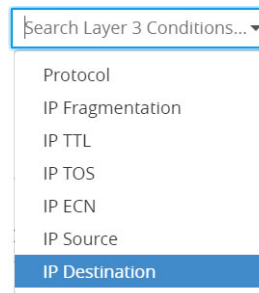 Search Layer 3 Conditions...
Protocol
IP Fragmentation
IP TTL
IP TOS
IP ECN
IP Source
IP Destination